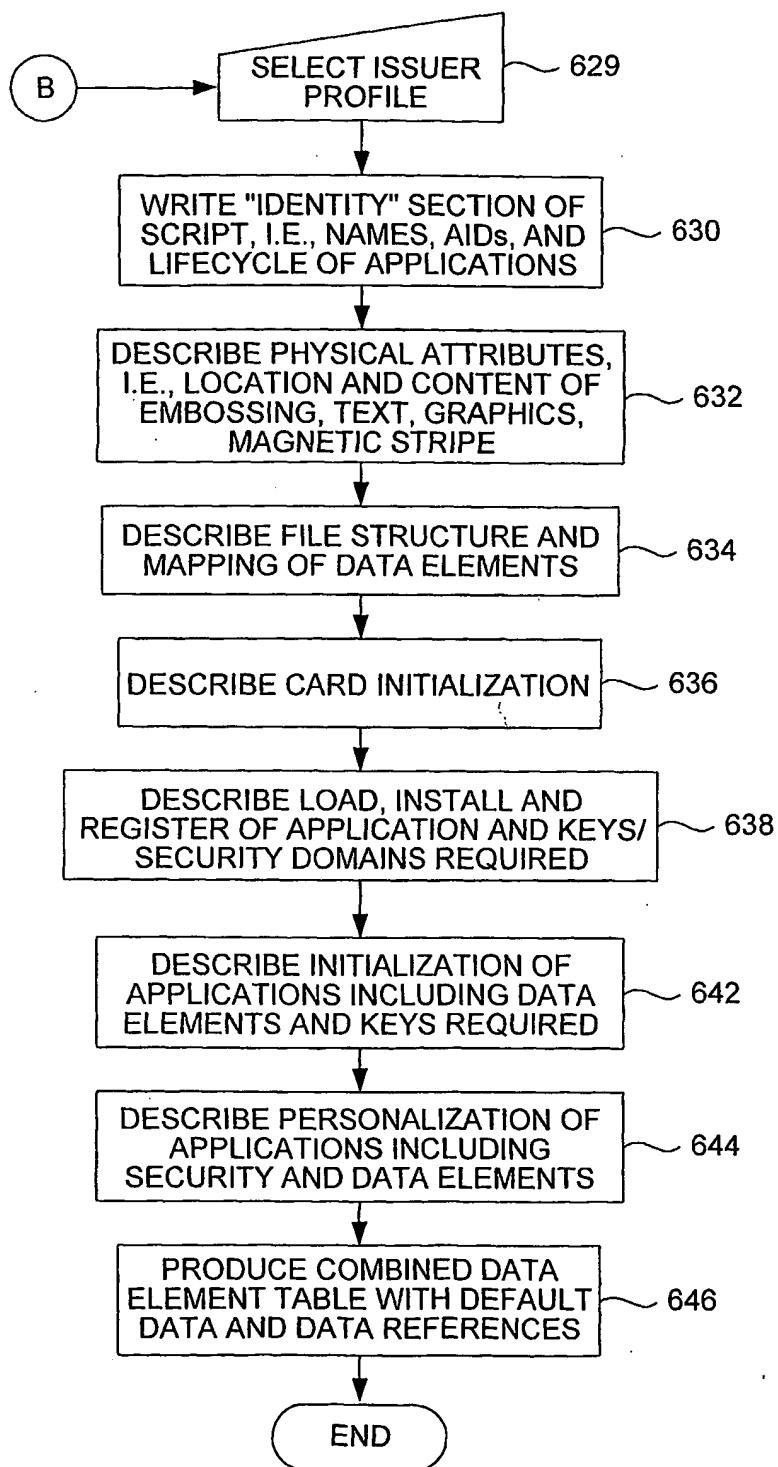 B
SELECT ISSUER
PROFILE
629
WRITE "IDENTITY" SECTION OF
SCRIPT, I.E., NAMES, AIDs, AND
LIFECYCLE OF APPLICATIONS
630
DESCRIBE PHYSICAL ATTRIBUTES,
I.E., LOCATION AND CONTENT OF
EMBOSSING, TEXT, GRAPHICS,
MAGNETIC STRIPE
632
DESCRIBE FILE STRUCTURE AND
MAPPING OF DATA ELEMENTS
634
DESCRIBE CARD INITIALIZATION
636
DESCRIBE LOAD, INSTALL AND
REGISTER OF APPLICATION AND KEYS/
SECURITY DOMAINS REQUIRED
638
DESCRIBE INITIALIZATION OF
APPLICATIONS INCLUDING DATA
ELEMENTS AND KEYS REQUIRED
642
DESCRIBE PERSONALIZATION OF
APPLICATIONS INCLUDING
SECURITY AND DATA ELEMENTS
644
PRODUCE COMBINED DATA
ELEMENT TABLE WITH DEFAULT
DATA AND DATA REFERENCES
646
END